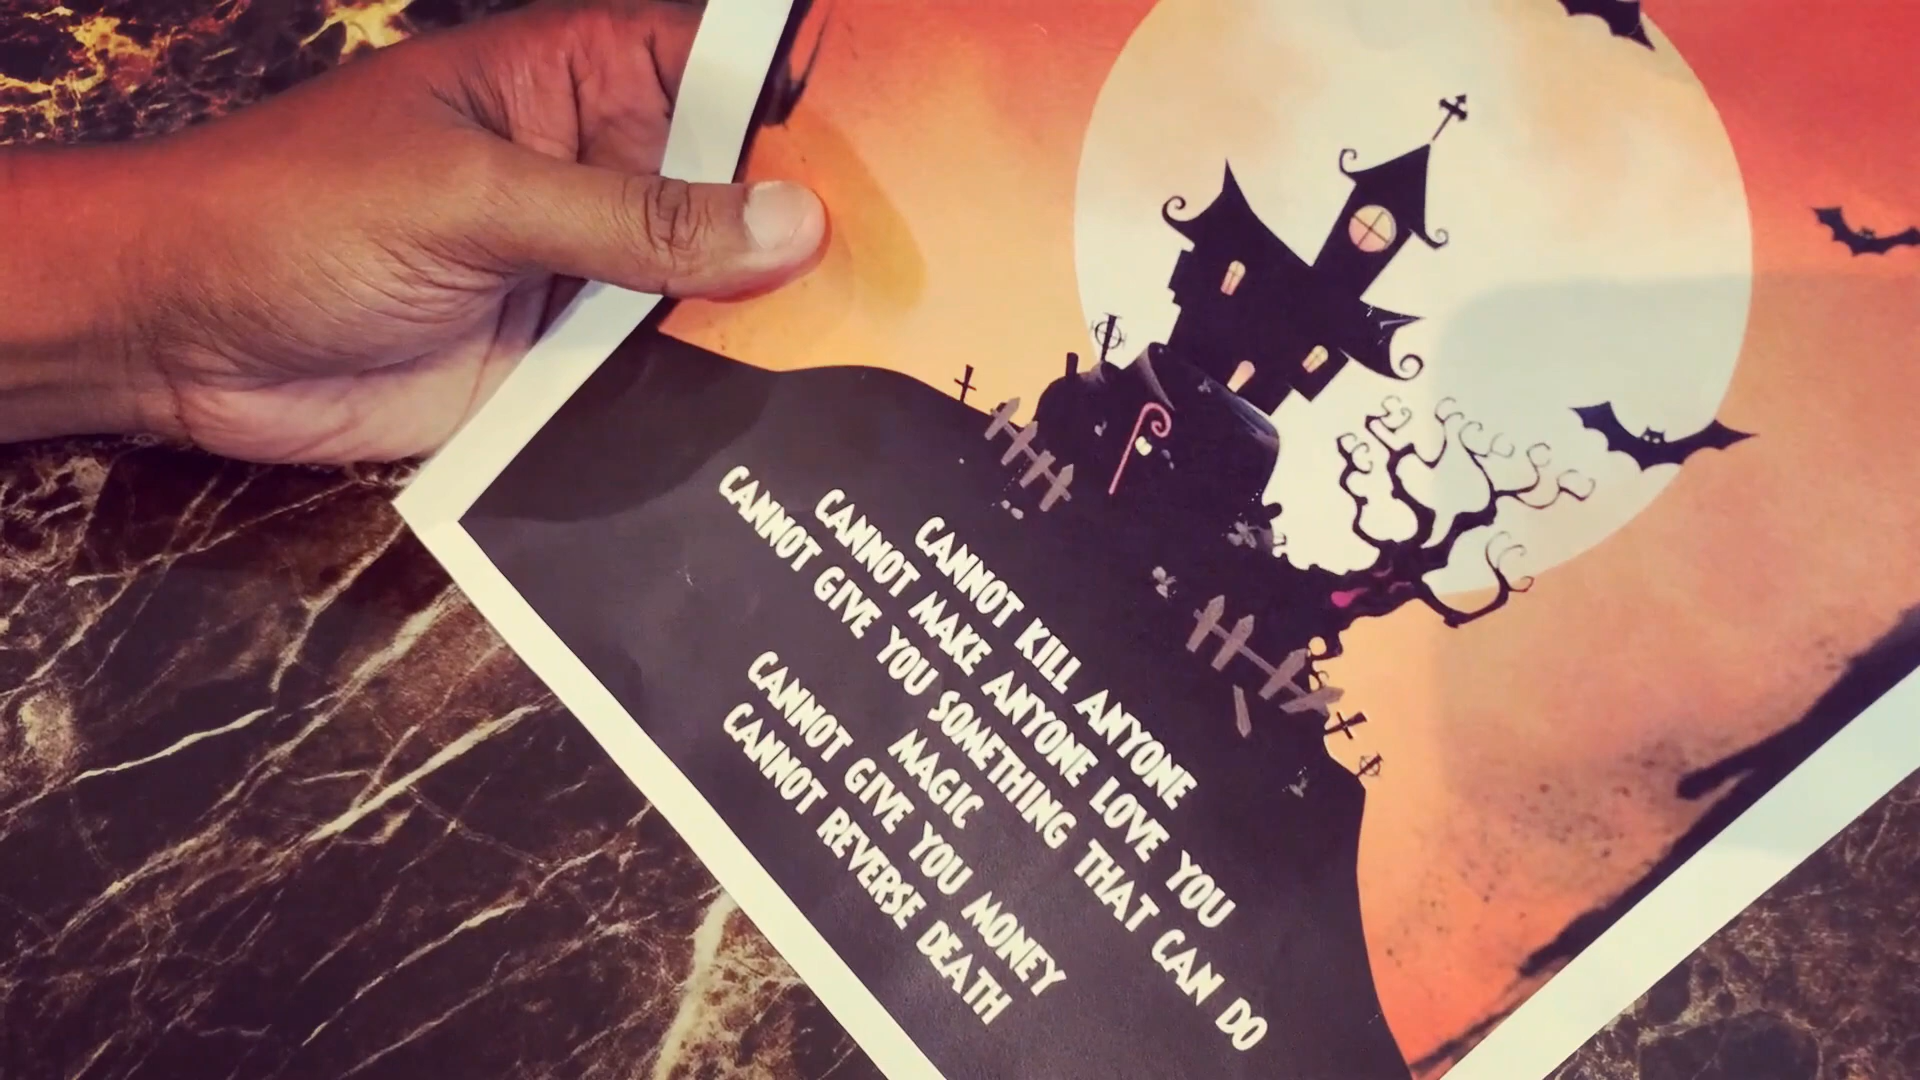 CANNOT KILL ANYONE
CANNOT MAKE ANYONE LOVE YOU
CANNOT GIVE YOU SOMETHING THAT CAN DO
MAGIC
CANNOT GIVE YOU MONEY
CANNOT REVERSE DEATH